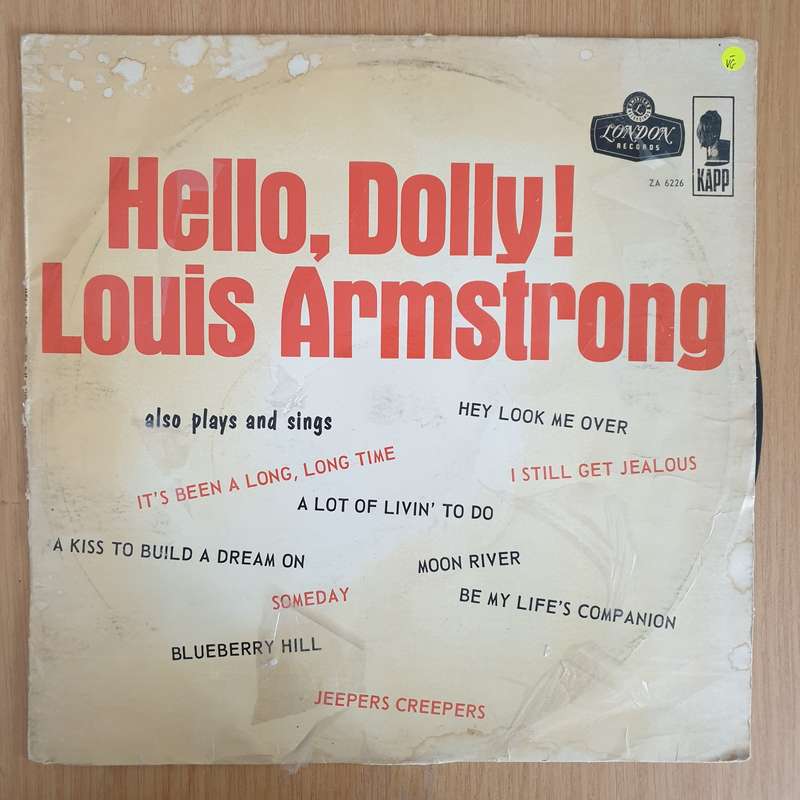 VG-
LONDON
RECORDS
ZA 6226
KAPP
Hello, Dolly!
Louis Armstrong
also plays and sings
HEY LOOK ME OVER
IT'S BEEN A LONG, LONG TIME
I STILL GET JEALOUS
A LOT OF LIVIN' TO DO
A KISS TO BUILD A DREAM ON
MOON RIVER
SOMEDAY
BE MY LIFE'S COMPANION
BLUEBERRY HILL
JEEPERS CREEPERS